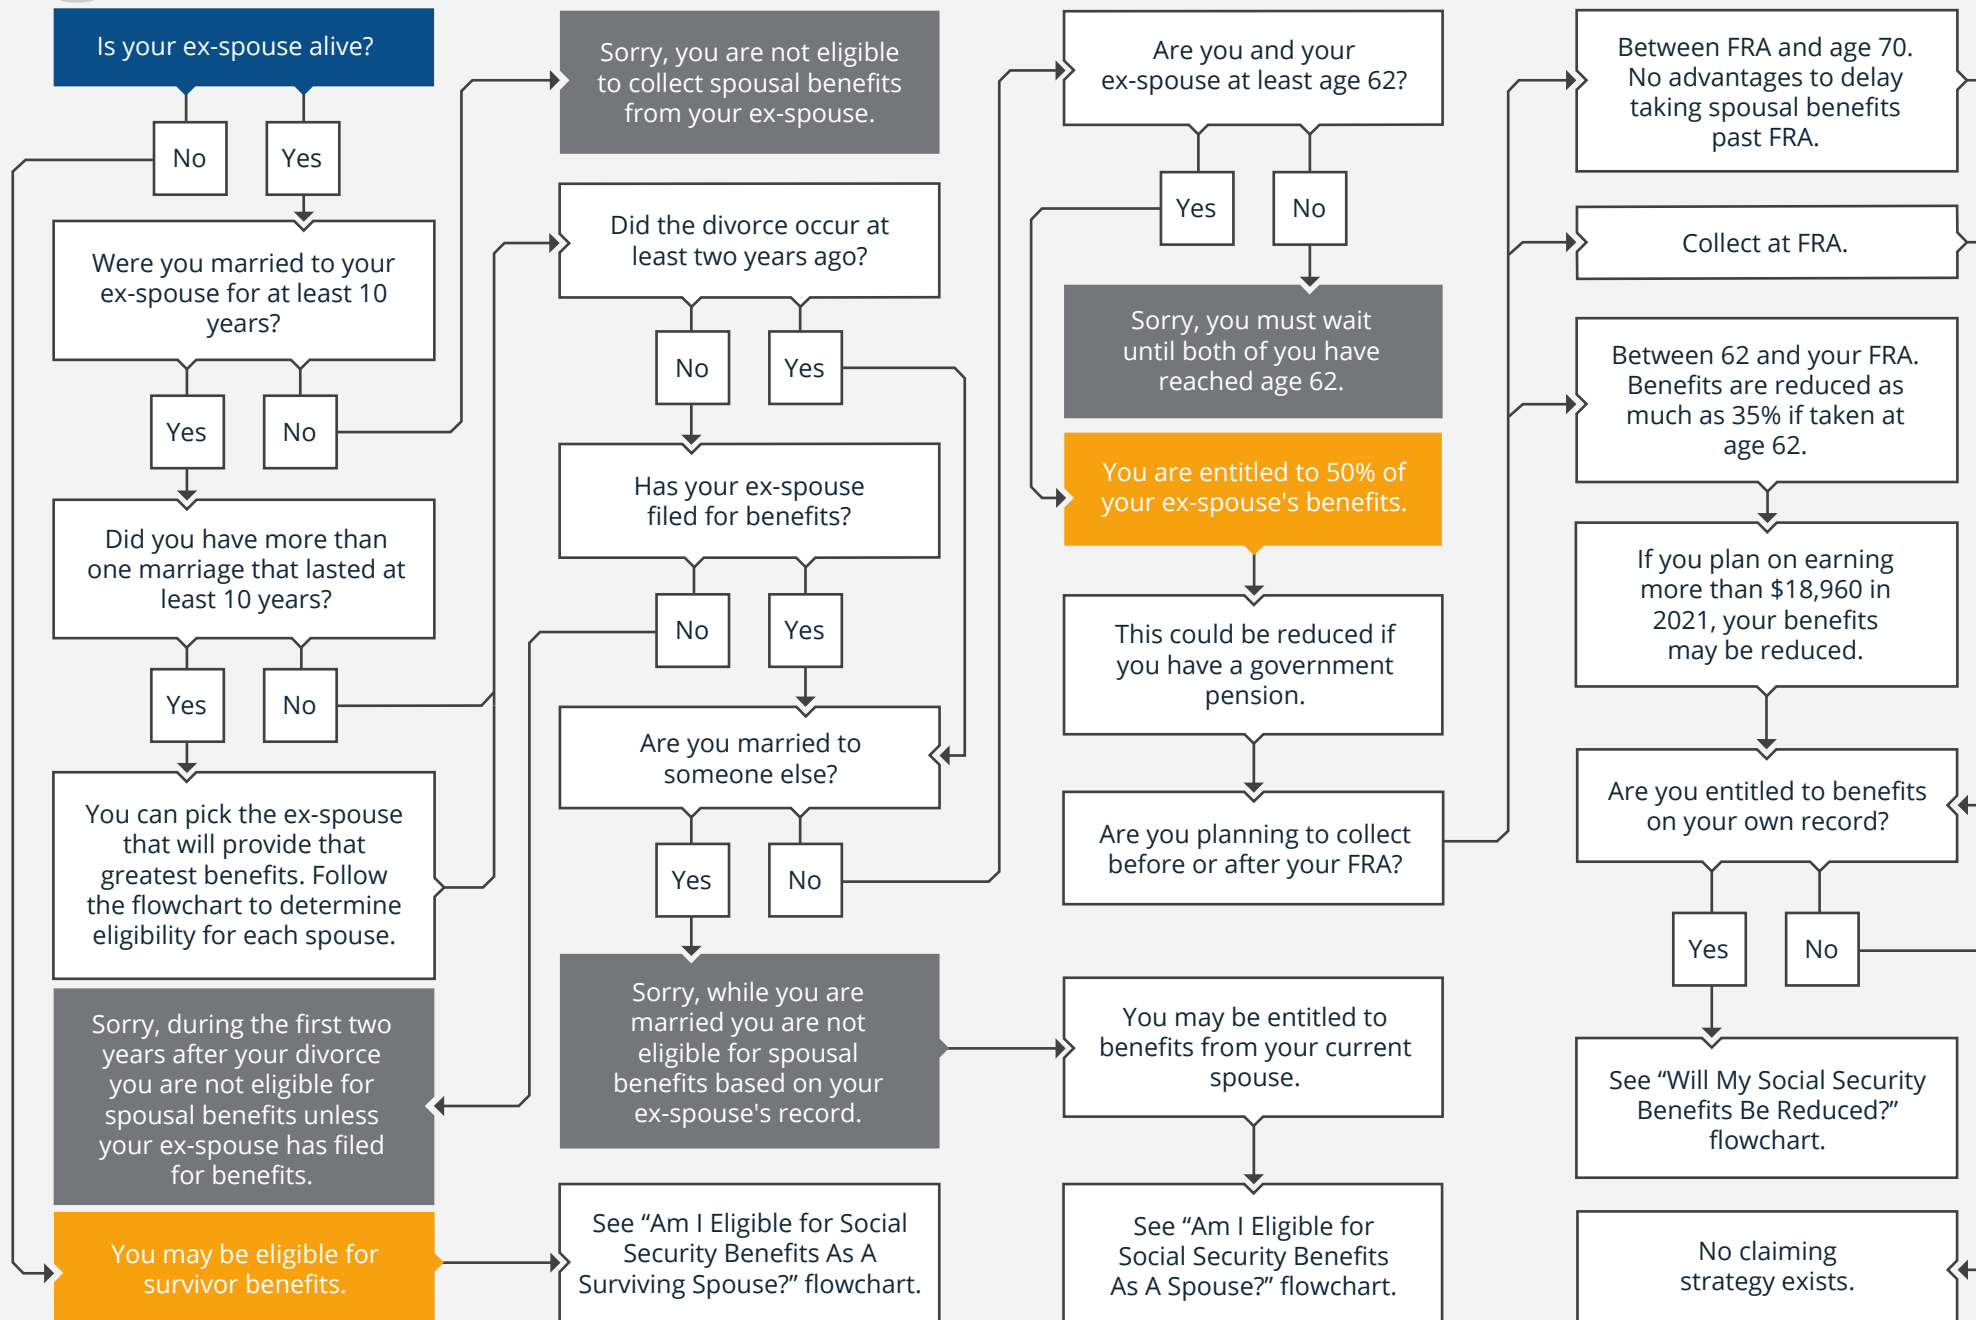 Is your ex-spouse alive?
No
Yes
Were you married to your
ex-spouse for at least 10
years?
Yes
No
Did you have more than
one marriage that lasted at
least 10 years?
Yes
No
You can pick the ex-spouse
that will provide that
greatest benefits. Follow
the flowchart to determine
eligibility for each spouse.
Sorry, during the first two
years after your divorce
you are not eligible for
spousal benefits unless
your ex-spouse has filed
for benefits.
You may be eligible for
survivor benefits.
Sorry, you are not eligible
to collect spousal benefits
from your ex-spouse.
Did the divorce occur at
least two years ago?
No
Yes
Has your ex-spouse
filed for benefits?
No
Yes
Are you married to
someone else?
Yes
No
Sorry, while you are
married you are not
eligible for spousal
benefits based on your
ex-spouse's record.
See “Am I Eligible for Social
Security Benefits As A
Surviving Spouse?” flowchart.
Are you and your
ex-spouse at least age 62?
Yes
No
Sorry, you must wait
until both of you have
reached age 62.
You are entitled to 50% of
your ex-spouse's benefits.
This could be reduced if
you have a government
pension.
Are you planning to collect
before or after your FRA?
You may be entitled to
benefits from your current
spouse.
See “Am I Eligible for
Social Security Benefits
As A Spouse?” flowchart.
Between FRA and age 70.
No advantages to delay
taking spousal benefits
past FRA.
Collect at FRA.
Between 62 and your FRA.
Benefits are reduced as
much as 35% if taken at
age 62.
If you plan on earning
more than $18,960 in
2021, your benefits
may be reduced.
Are you entitled to benefits
on your own record?
Yes
No
See “Will My Social Security
Benefits Be Reduced?”
flowchart.
No claiming
strategy exists.